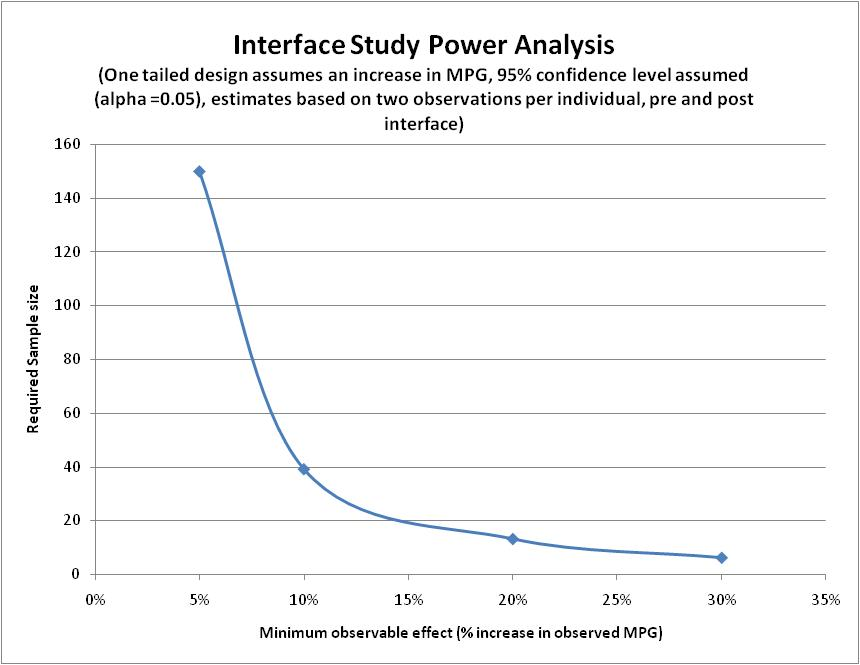 Interface Study Power Analysis
(One tailed design assumes an increase in MPG, 95% confidence level assumed
(alpha =0.05), estimates based on two observations per individual, pre and post
interface)
160
140
120
100
80
60
40
20
0
Required Sample size
0% 5% 10% 15% 20% 25% 30% 35%
Minimum observable effect (% increase in observed MPG)